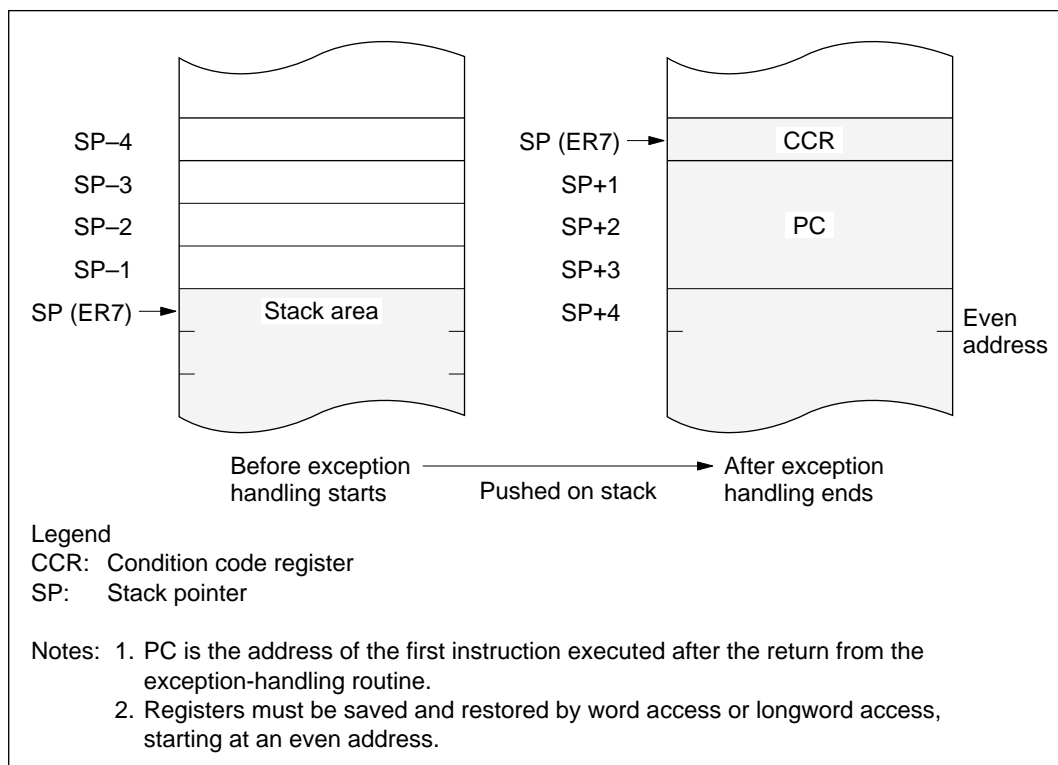 SP–4
SP–3
SP–2
SP–1
SP (ER7)
Stack area
SP (ER7)
CCR
SP+1
SP+2
PC
SP+3
SP+4
Even
address
Before exception
handling starts
Pushed on stack
After exception
handling ends
Legend
CCR: Condition code register
SP: Stack pointer
Notes: 1. PC is the address of the first instruction executed after the return from the
exception-handling routine.
2. Registers must be saved and restored by word access or longword access,
starting at an even address.